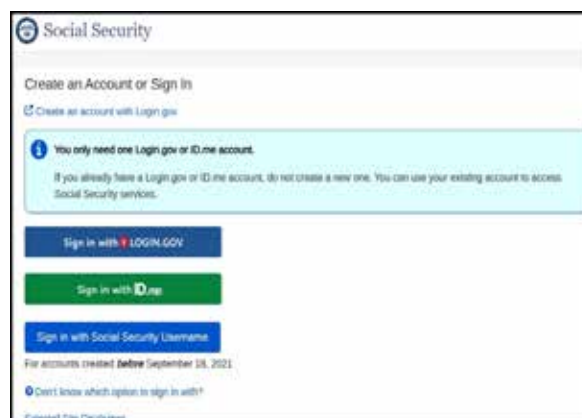 Social Security
Create an Account or Sign In
Create an account with Login.gov
You only need one Login.gov or ID.me account.
If you already have a Login.gov or ID.me account, do not create a new one. You can use your existing account to access
Social Security services.
Sign in with LOGIN.GOV
Sign in with ID.me
Sign in with Social Security Username
For accounts created before September 18, 2021
Don't know which option to sign in with?